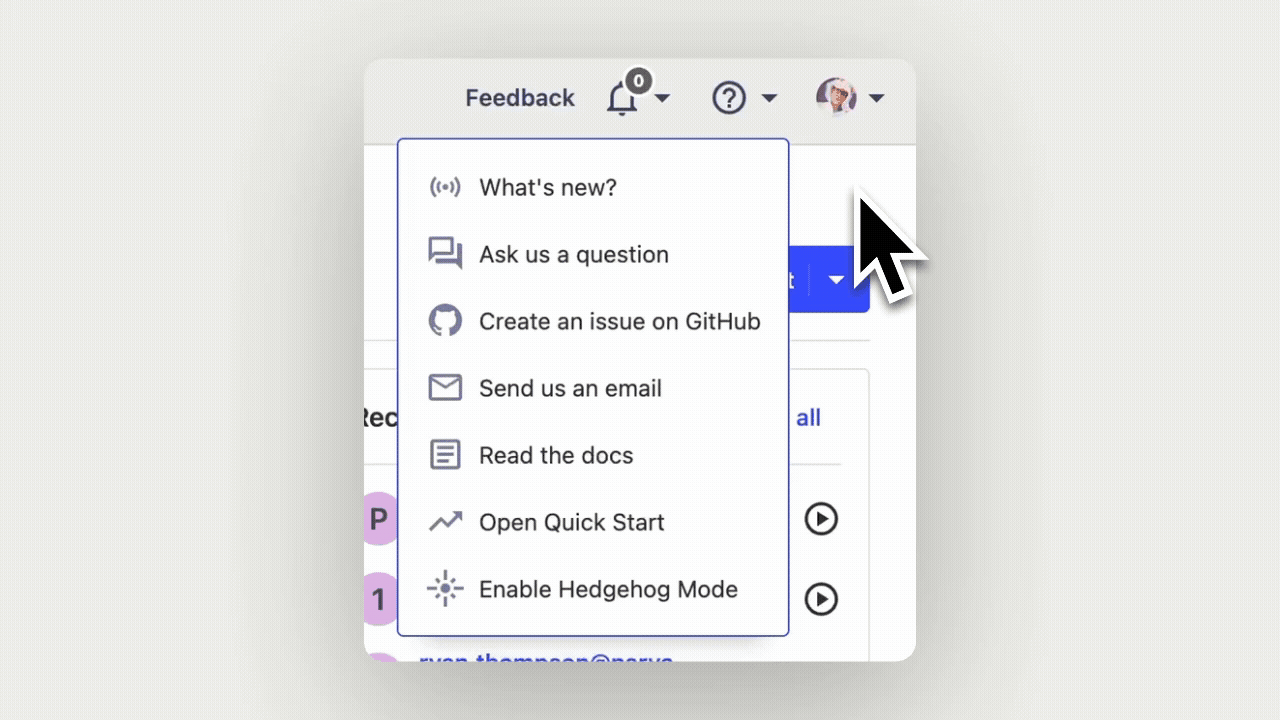 Feedback
0
What's new?
Ask us a question
t
Create an issue on GitHub
Send us an email
Rec
all
Read the docs
P
Open Quick Start
1
Enable Hedgehog Mode